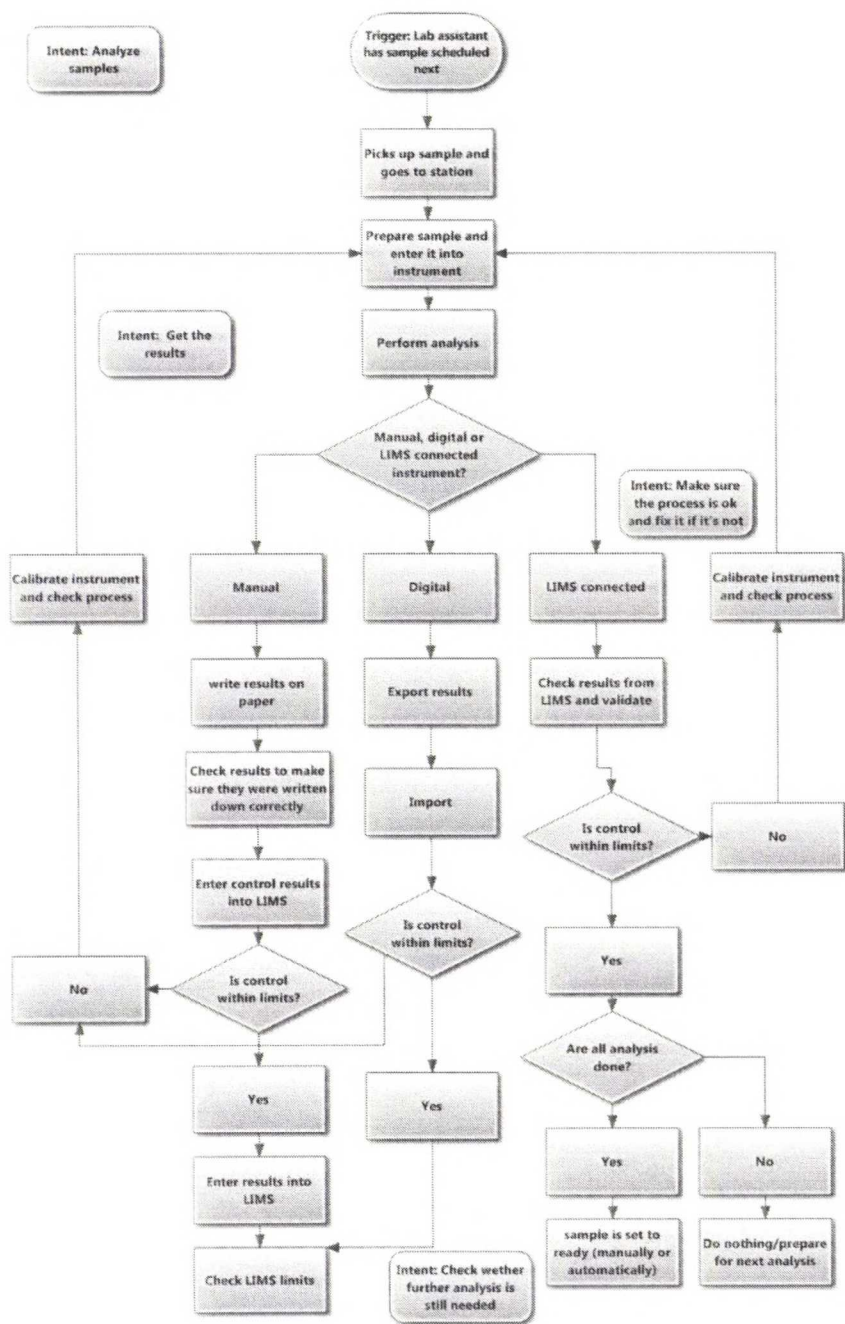 Intent: Analyze
samples
Trigger: Lab assistant
has sample scheduled
next
Picks up sample and
goes to station
Prepare sample and
enter it into
instrument
Intent: Get the
results
Perform analysis
Manual, digital or
LIMS connected
instrument?
Intent: Make sure
the process is ok
and fix it if it's not
Calibrate instrument
and check process
Manual
Digital
LIMS connected
Calibrate instrument
and check process
write results on
paper
Export results
Check results from
LIMS and validate
Check results to make
sure they were written
down correctly
Import
Is control
within limits?
No
Enter control results
into LIMS
Is control
within limits?
Yes
No
Is control
within limits?
Are all analysis
done?
Yes
Yes
Yes
No
Enter results into
LIMS
sample is set to
ready (manually or
automatically)
Do nothing/prepare
for next analysis
Check LIMS limits
Intent: Check wether
further analysis is
still needed